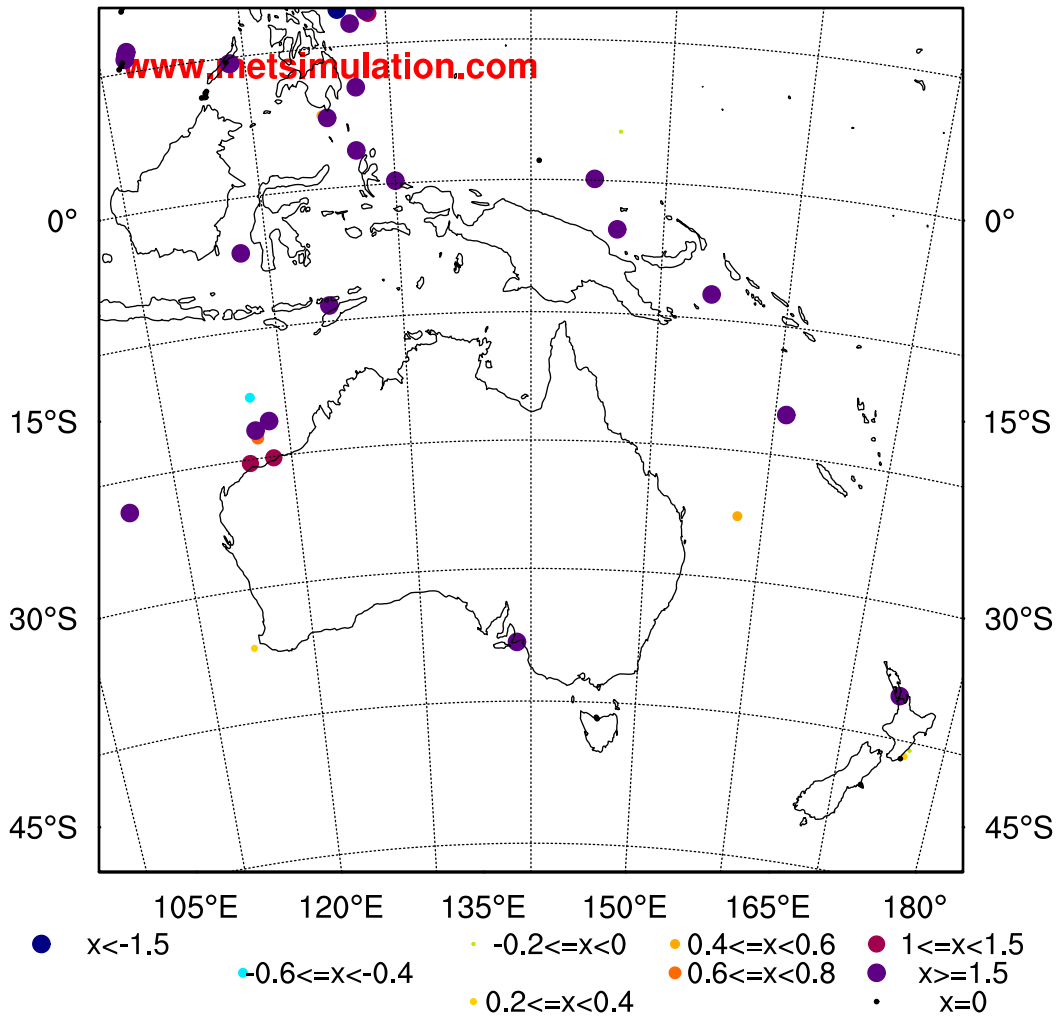 www.metsimulation.com
0° 0°
15°S 15°S
30°S 30°S
45°S 45°S
105°E 120°E 135°E 150°E 165°E 180°
x<-1.5 -0.2<=x<0 0.4<=x<0.6 1<=x<1.5
-0.6<=x<-0.4 0.6<=x<0.8 x>=1.5
0.2<=x<0.4 x=0